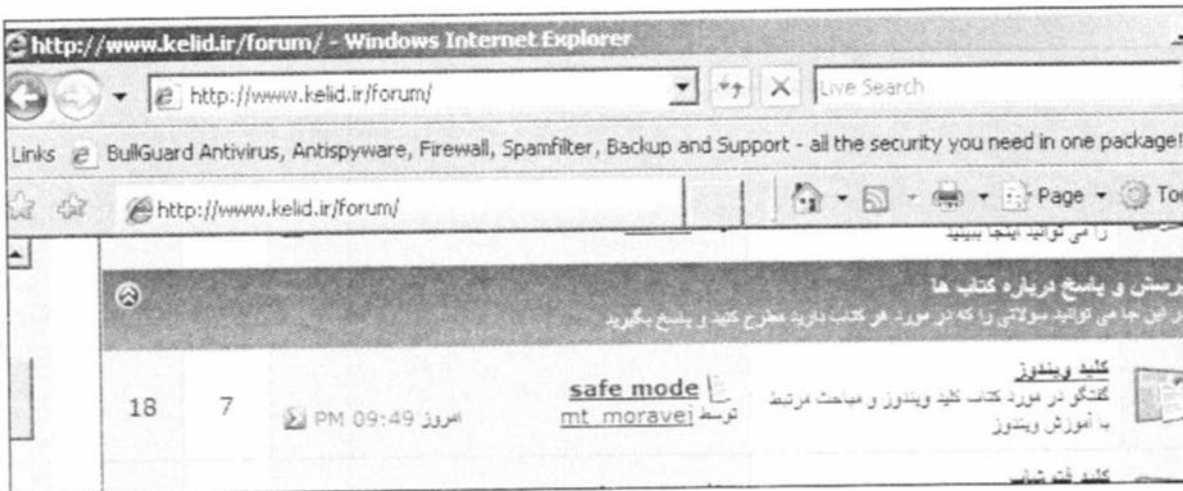 http://www.kelid.ir/forum/ - Windows Internet Explorer
http://www.kelid.ir/forum/
Live Search
Links BullGuard Antivirus, Antispyware, Firewall, Spamfilter, Backup and Support - all the security you need in one package!
http://www.kelid.ir/forum/
Page
را می توانید اینجا ببینید
پرسش و پاسخ درباره کتاب ها
در این جا می توانید سولاتی را که در مورد هر کتاب دارید مطرح کنید و پاسخ بگیرید
کلید ویندوز
گفتگو در مورد کتاب کلید ویندوز و مباحث مرتبط
با آموزش ویندوز
safe mode
توسط mt_moravej
امروز 09:49 PM
7
18
کلید فتوشاپ